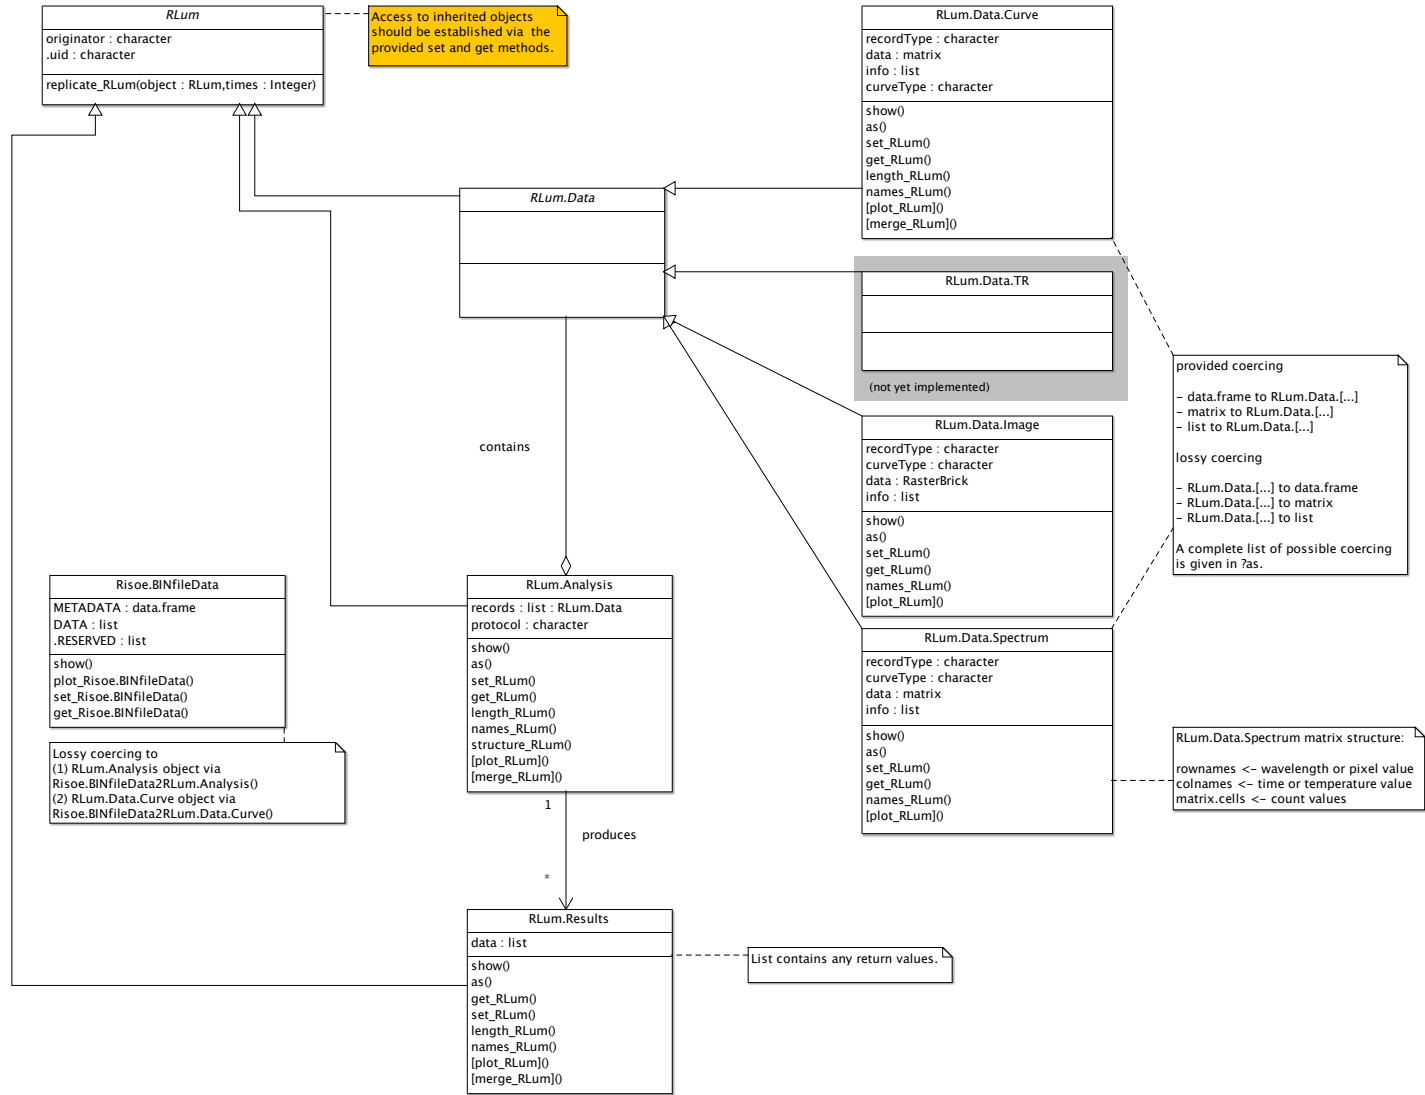 RLum
originator : character
.uid : character
replicate_RLum(object : RLum,times : Integer)
Access to inherited objects
should be established via the
provided set and get methods.
RLum.Data.Curve
recordType : character
data : matrix
info : list
curveType : character
show()
as()
set_RLum()
get_RLum()
length_RLum()
names_RLum()
[plot_RLum]()
[merge_RLum]()
RLum.Data
RLum.Data.TR
(not yet implemented)
provided coercing
– data.frame to RLum.Data.[...]
– matrix to RLum.Data.[...]
– list to RLum.Data.[...]
lossy coercing
– RLum.Data.[...] to data.frame
– RLum.Data.[...] to matrix
– RLum.Data.[...] to list
A complete list of possible coercing
is given in ?as.
contains
RLum.Data.Image
recordType : character
curveType : character
data : RasterBrick
info : list
show()
as()
set_RLum()
get_RLum()
names_RLum()
[plot_RLum]()
Risoe.BINfileData
METADATA : data.frame
DATA : list
.RESERVED : list
show()
plot_Risoe.BINfileData()
set_Risoe.BINfileData()
get_Risoe.BINfileData()
Lossy coercing to
(1) RLum.Analysis object via
Risoe.BINfileData2RLum.Analysis()
(2) RLum.Data.Curve object via
Risoe.BINfileData2RLum.Data.Curve()
RLum.Analysis
records : list : RLum.Data
protocol : character
show()
as()
set_RLum()
get_RLum()
length_RLum()
names_RLum()
structure_RLum()
[plot_RLum]()
[merge_RLum]()
RLum.Data.Spectrum
recordType : character
curveType : character
data : matrix
info : list
show()
as()
set_RLum()
get_RLum()
names_RLum()
[plot_RLum]()
RLum.Data.Spectrum matrix structure:
rownames <– wavelength or pixel value
colnames <– time or temperature value
matrix.cells <– count values
1
produces
*
RLum.Results
data : list
show()
as()
get_RLum()
set_RLum()
length_RLum()
names_RLum()
[plot_RLum]()
[merge_RLum]()
List contains any return values.